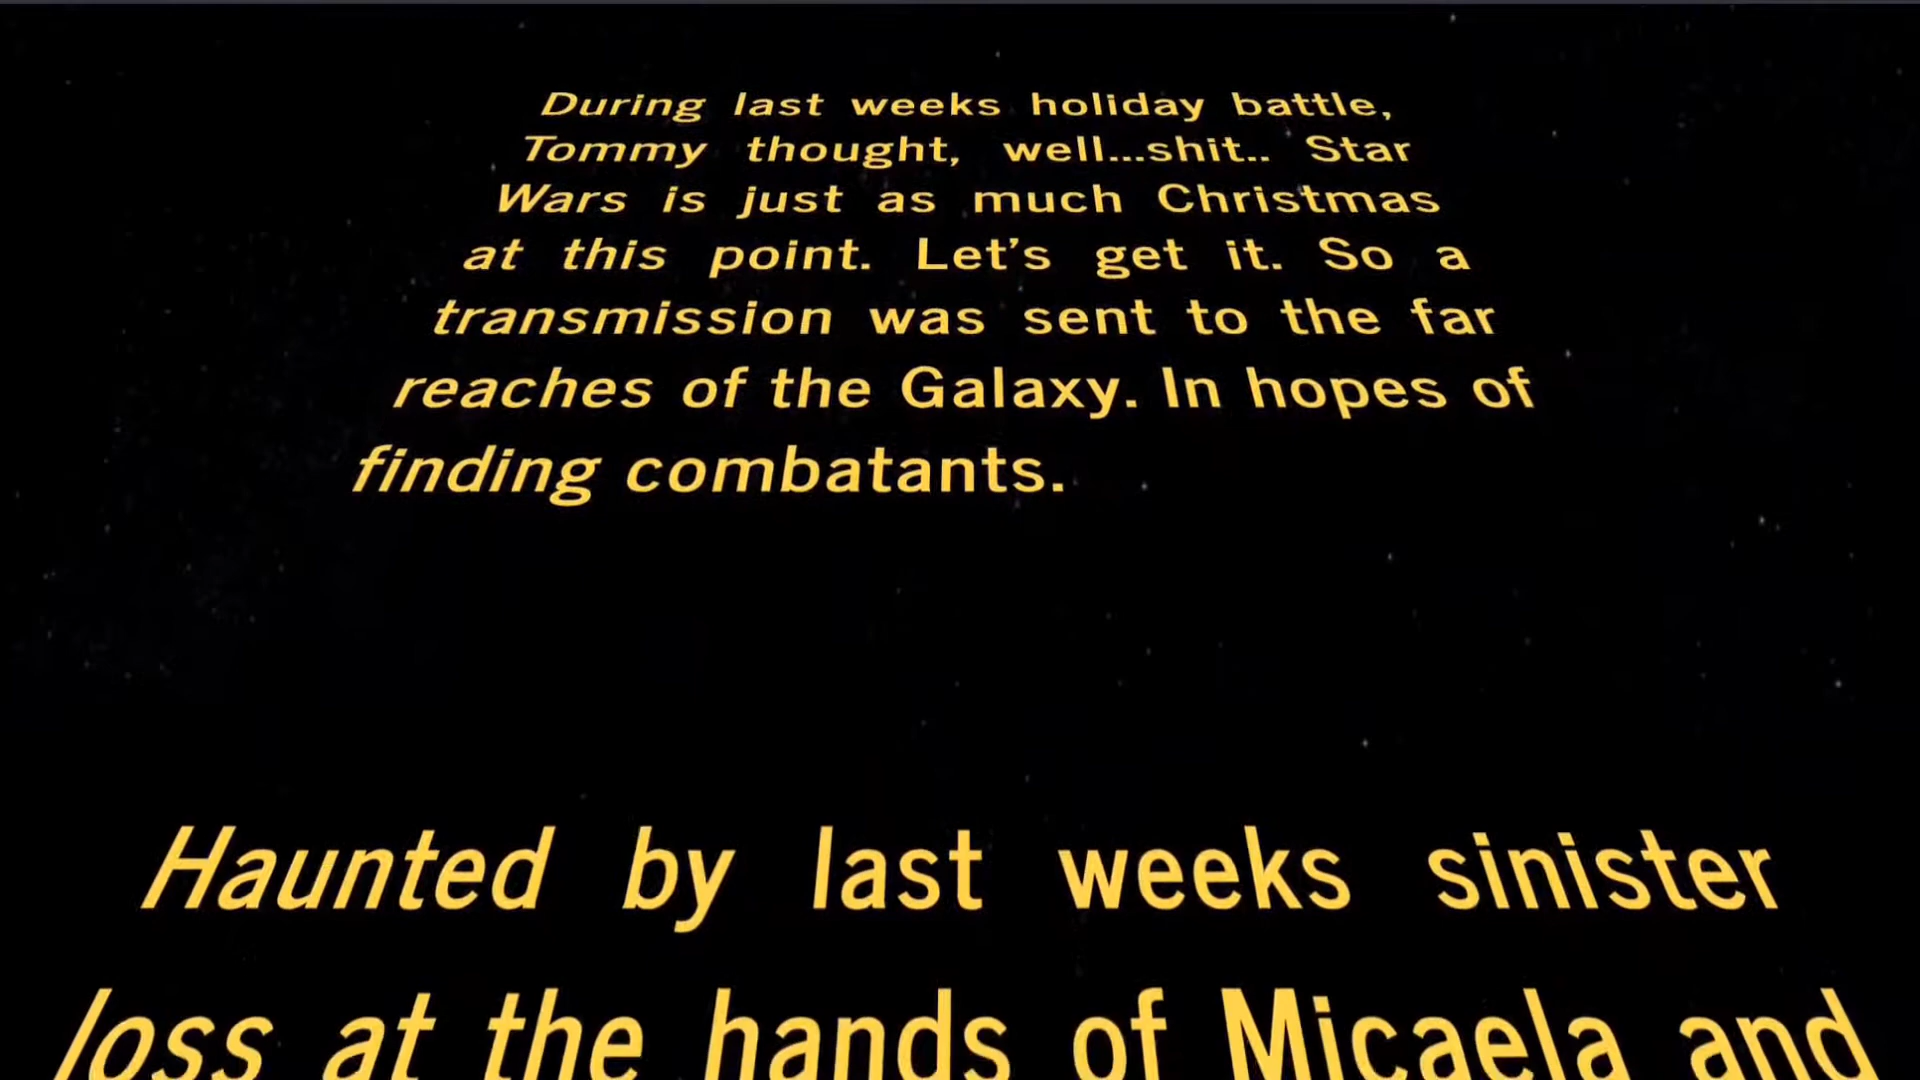 During last weeks holiday battle,
Tommy thought, well...shit.. Star
Wars is just as much Christmas
at this point. Let’s get it. So a
transmission was sent to the far
reaches of the Galaxy. In hopes of
finding combatants.
Haunted by last weeks sinister
loss at the hands of Micaela and